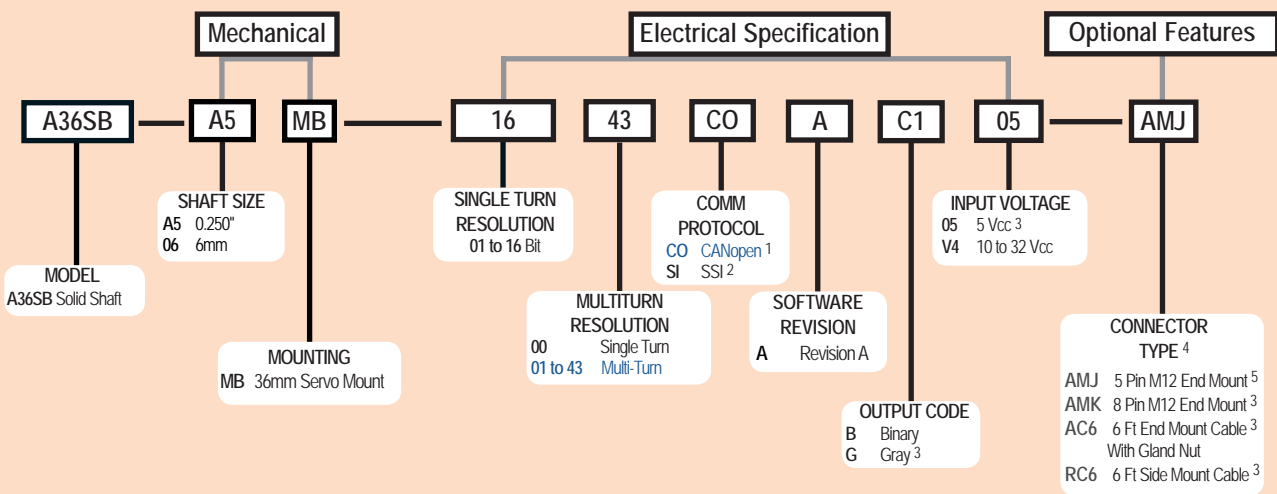 Mechanical
Electrical Specification
Optional Features
A36SB
A5
MB
16
43
CO
A
C1
05
AMJ
MODEL
A36SB Solid Shaft
SHAFT SIZE
A5 0.250"
06 6mm
MOUNTING
MB 36mm Servo Mount
SINGLE TURN
RESOLUTION
01 to 16 Bit
MULTITURN
RESOLUTION
00 Single Turn
01 to 43 Multi-Turn
COMM
PROTOCOL
CO CANopen 1
SI SSI 2
SOFTWARE
REVISION
A Revision A
OUTPUT CODE
B Binary
G Gray 3
INPUT VOLTAGE
05 5 Vcc 3
V4 10 to 32 Vcc
CONNECTOR
TYPE 4
AMJ 5 Pin M12 End Mount 5
AMK 8 Pin M12 End Mount 3
AC6 6 Ft End Mount Cable 3
With Gland Nut
RC6 6 Ft Side Mount Cable 3